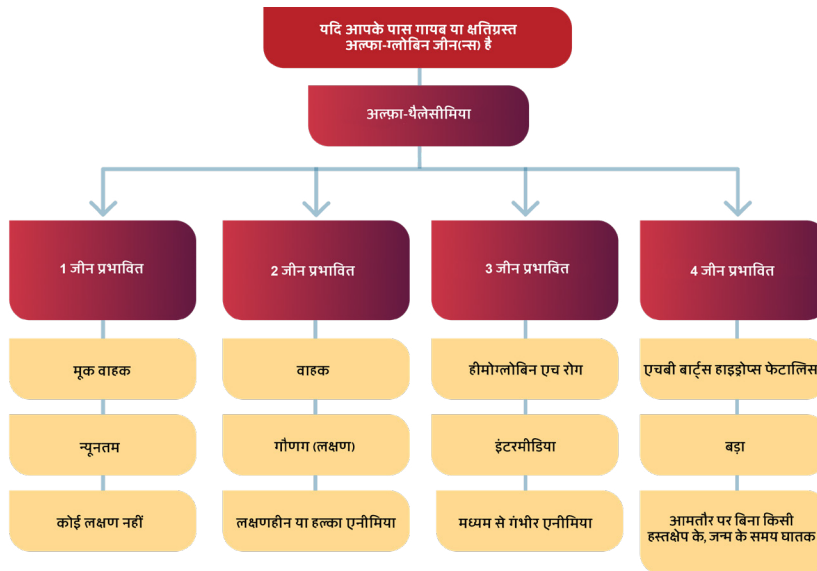 यदि आपके पास गायब या क्षतिग्रस्त
अल्फा-ग्लोबिन जीन(न्स) है
अल्फ़ा-थैलेसीमिया
1 जीन प्रभावित
2 जीन प्रभावित
3 जीन प्रभावित
4 जीन प्रभावित
मूक वाहक
वाहक
हीमोग्लोबिन एच रोग
एचबी बार्ट्स हाइड्रोप्स फेटालिस
न्यूनतम
गौणग (लक्षण)
इंटरमीडिया
बड़ा
कोई लक्षण नहीं
लक्षणहीन या हल्का एनीमिया
मध्यम से गंभीर एनीमिया
आमतौर पर बिना किसी
हस्तक्षेप के, जन्म के समय घातक